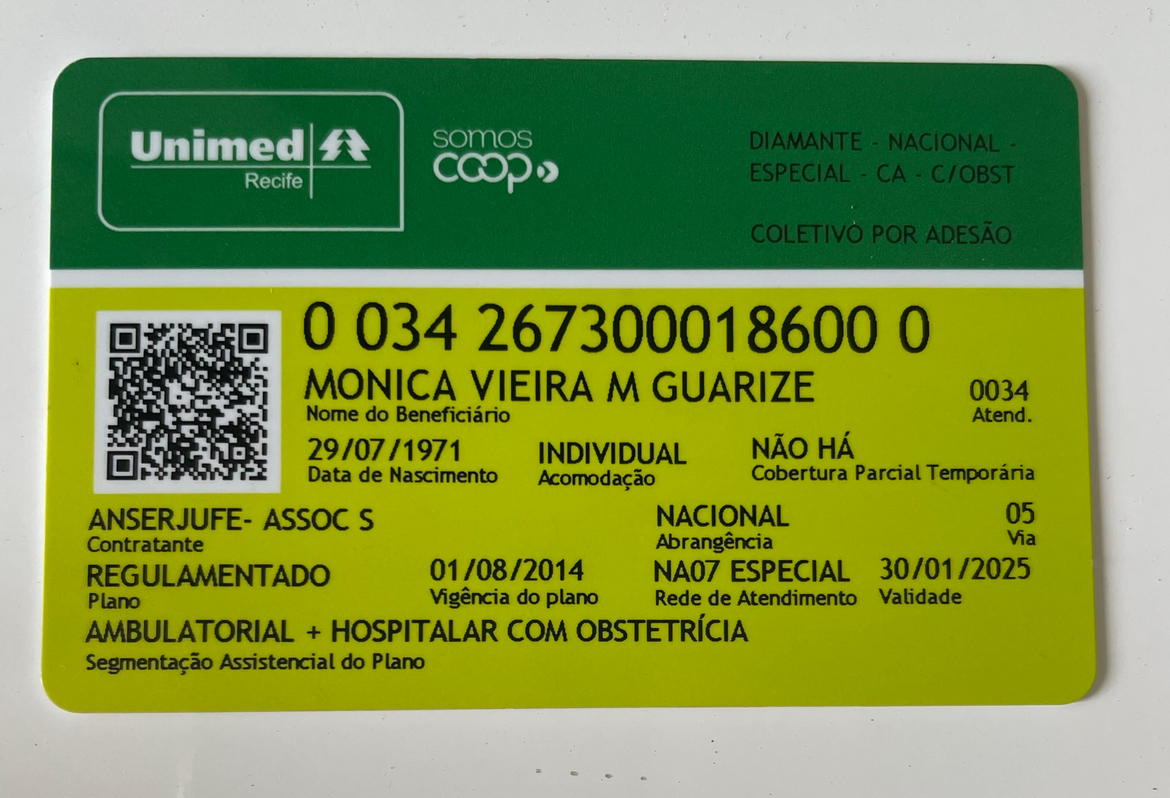 Unimed
Recife
somos
coop
DIAMANTE - NACIONAL -
ESPECIAL - CA - C/OBST
COLETIVO POR ADESÃO
0 034 267300018600 0
MONICA VIEIRA M GUARIZE
Nome do Beneficiário
0034
Atend.
29/07/1971
Data de Nascimento
INDIVIDUAL
Acomodação
NÃO HÁ
Cobertura Parcial Temporária
ANSERJUFE- ASSOC S
Contratante
NACIONAL
Abrangência
05
Via
REGULAMENTADO
Plano
01/08/2014
Vigência do plano
NA07 ESPECIAL
Rede de Atendimento
30/01/2025
Validade
AMBULATORIAL + HOSPITALAR COM OBSTETRÍCIA
Segmentação Assistencial do Plano